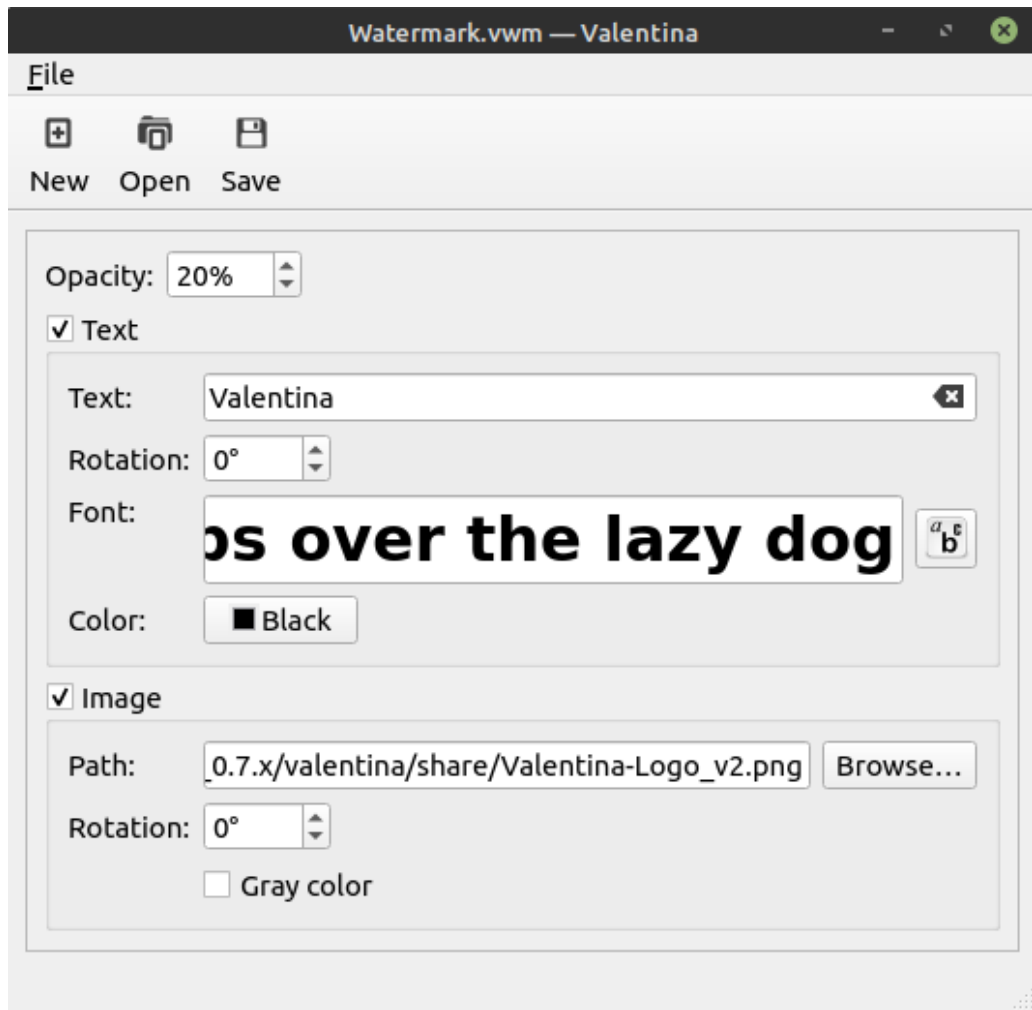 Watermark.vwm — Valentina
File
New Open Save
Opacity: 20%
Text
Text: Valentina
Rotation: 0°
Font: over the lazy dog
Color: Black
Image
Path: _0.7.x/valentina/share/Valentina-Logo_v2.png Browse...
Rotation: 0°
Gray color